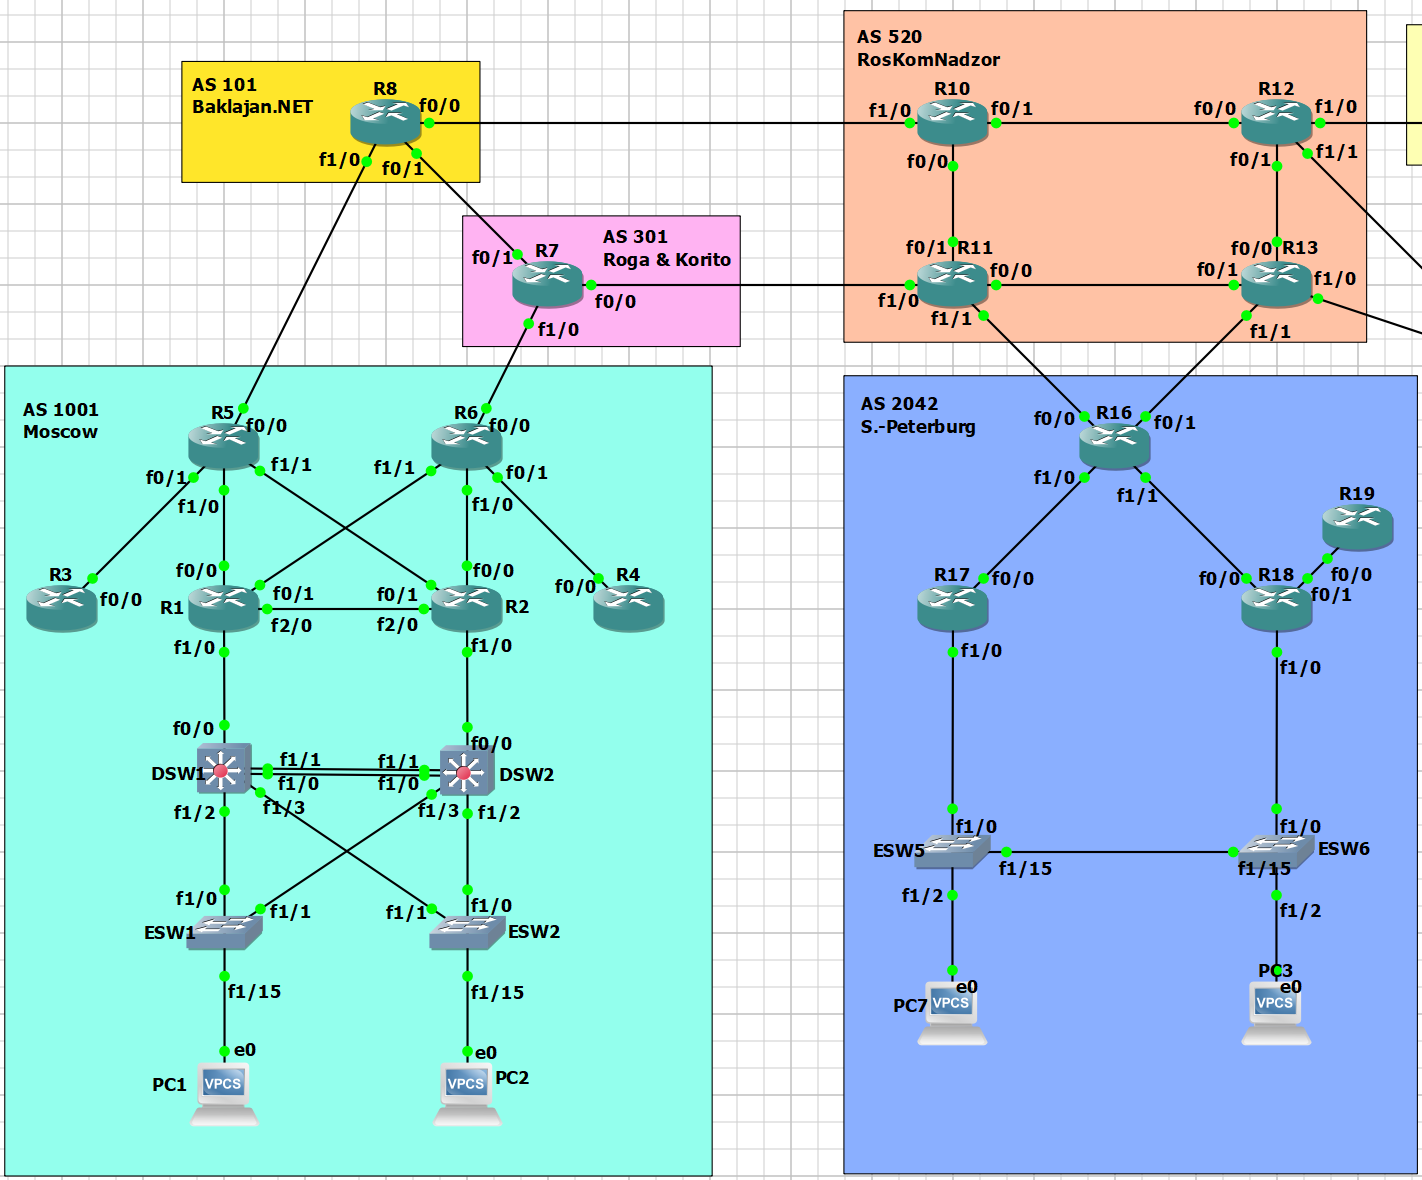 AS 101
Baklajan.NET
R8
f0/0
f1/0
f0/1
AS 520
RosKomNadzor
R10
f1/0
f0/1
f0/0
R12
f0/0
f1/0
f0/1
f1/1
AS 301
Roga & Korito
R7
f0/1
f0/0
f1/0
f0/1
R11
f0/0
f1/0
f1/1
f0/0
R13
f0/1
f1/0
f1/1
AS 1001
Moscow
R5
f0/0
f0/1
f1/1
f1/0
R6
f0/0
f1/1
f0/1
f1/0
R3
f0/0
f0/0
R1
f0/1
f2/0
f1/0
f0/0
f0/1
R2
f2/0
f1/0
R4
f0/0
f0/0
DSW1
f1/1
f1/0
f1/3
f1/2
f0/0
f1/1
f1/0
DSW2
f1/3
f1/2
f1/0
ESW1
f1/1
f1/15
f1/0
f1/1
ESW2
f1/15
e0
PC1
VPCS
e0
PC2
VPCS
AS 2042
S.-Peterburg
R16
f0/0
f0/1
f1/0
f1/1
R19
f0/0
R17
f0/0
f1/0
R18
f0/0
f0/1
f1/0
f1/0
ESW5
f1/15
f1/2
f1/0
ESW6
f1/15
f1/2
e0
PC7
VPCS
PC3
e0
VPCS